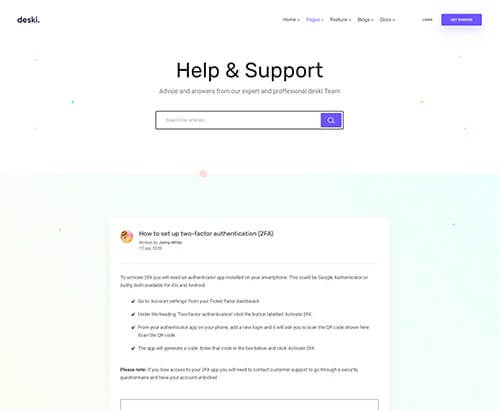 deski.
Home Pages Feature Blogs Docs LOGIN GET STARTED
Help & Support
Advice and answers from our expert and proffesional deski Team
Search for articles..
How to set up two-factor authentication (2FA)
Written by Jonny White
12 apr 2020
To activate 2FA you will need an authenticator app installed on your smartphone. This could be Google Authenticator or
Authy, both available for iOs and Android.
Go to 'Account settings' from your Ticket Tailor dashboard.
Under the heading 'Two-factor authentication' click the button labelled 'Activate 2FA'.
From your authenticator app on your phone, add a new login and it will ask you to scan the QR code shown here.
Scan the QR code.
The app will generate a code. Enter that code in the box below and click 'Activate 2FA'.
Please note: If you lose access to your 2FA app you will need to contact customer support to go through a security
questionnaire and have your account unlocked.